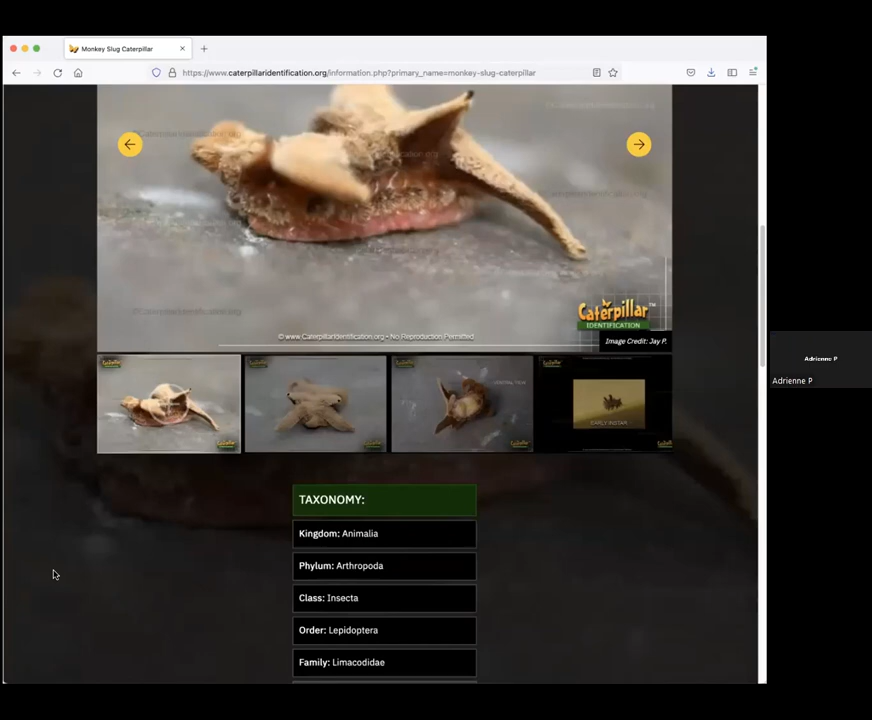 Monkey Slug Caterpillar
https://www.caterpillaridentification.org/information.php?primary_name=monkey-slug-caterpillar
Caterpillar™
IDENTIFICATION
© www.CaterpillarIdentification.org • No Reproduction Permitted
Image Credit: Jay P.
EARLY INSTAR
TAXONOMY:
Kingdom: Animalia
Phylum: Arthropoda
Class: Insecta
Order: Lepidoptera
Family: Limacodidae
Adrienne P
Adrienne P